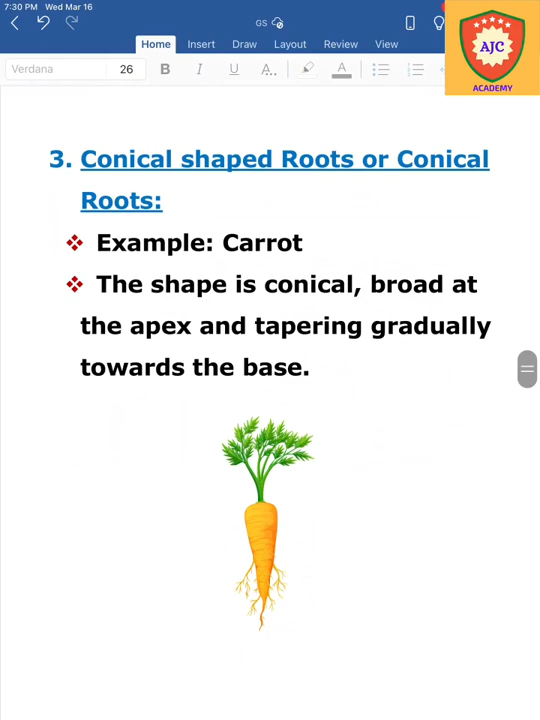 7:30 PM Wed Mar 16
GS
Home Insert Draw Layout Review View
Verdana 26 B I U A
AJC
ACADEMY
3. Conical shaped Roots or Conical
Roots:
❖ Example: Carrot
❖ The shape is conical, broad at
the apex and tapering gradually
towards the base.